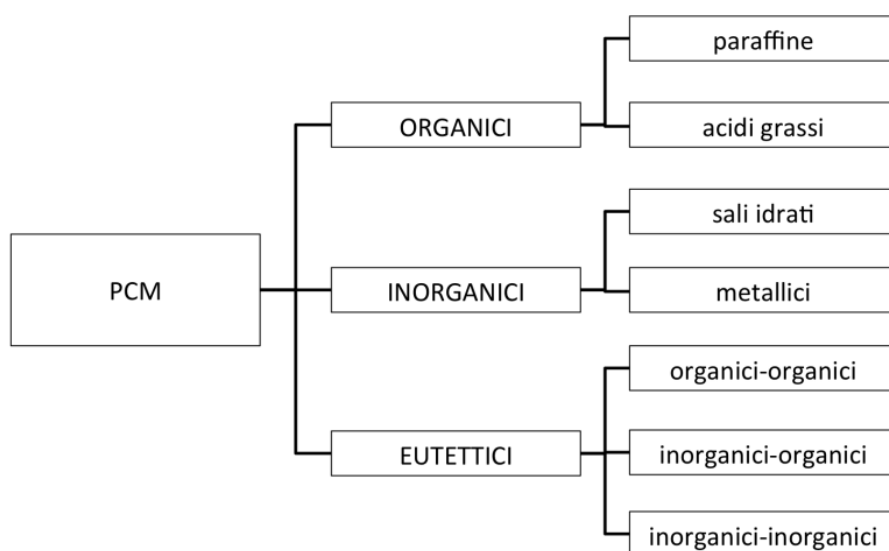 paraffine
ORGANICI
acidi grassi
sali idrati
PCM
INORGANICI
metallici
organici-organici
EUTETTICI
inorganici-organici
inorganici-inorganici